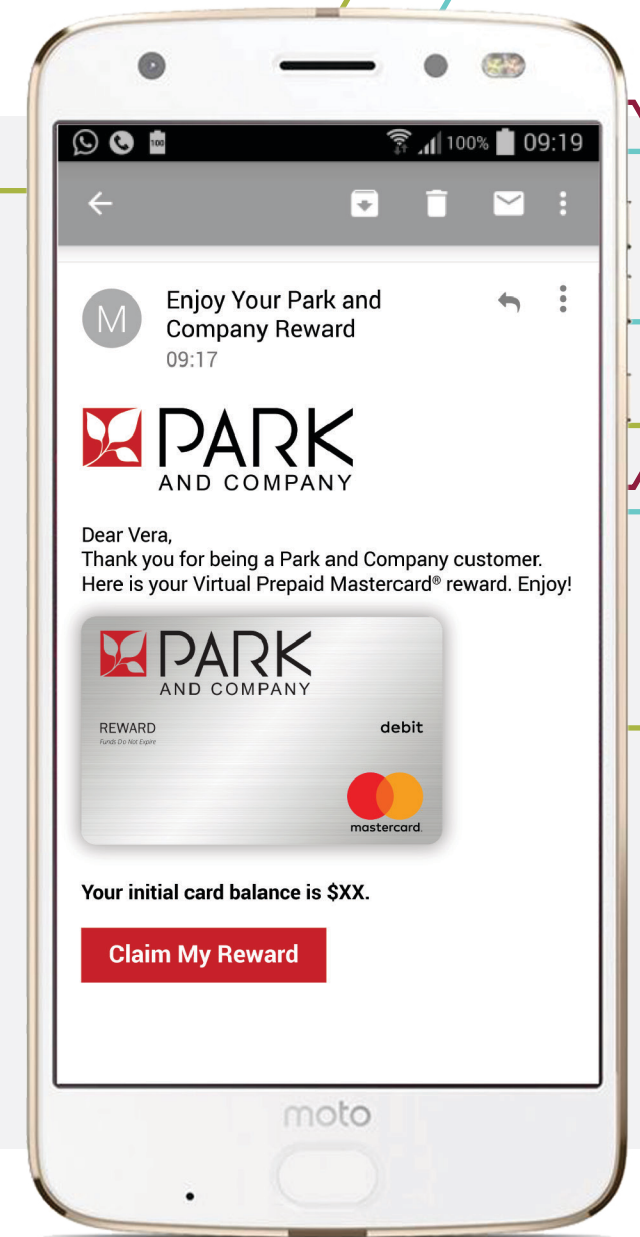 100
100% 09:19
Enjoy Your Park and
Company Reward
M
09:17
PARK
AND COMPANY
Dear Vera,
Thank you for being a Park and Company customer.
Here is your Virtual Prepaid Mastercard® reward. Enjoy!
PARK
AND COMPANY
REWARD
debit
Funds Do Not Expire
mastercard.
Your initial card balance is $XX.
Claim My Reward
moto